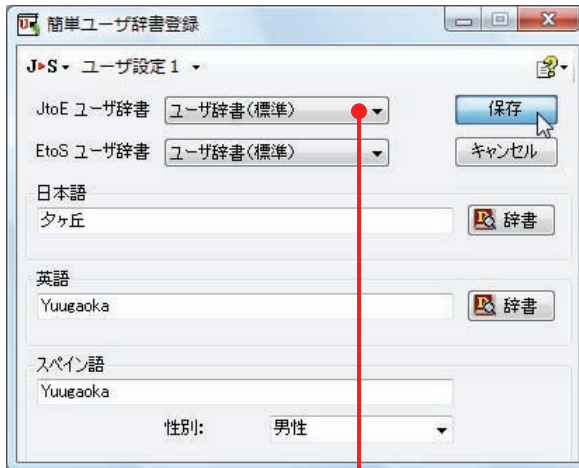 簡単ユーザ辞書登録
J▶S▾ ユーザ設定1 ▾
JtoE ユーザ辞書 ユーザ辞書(標準) 保存
EtoS ユーザ辞書 ユーザ辞書(標準) キャンセル
日本語
夕ヶ丘 辞書
英語
Yuugaoka 辞書
スペイン語
Yuugaoka
性別: 男性